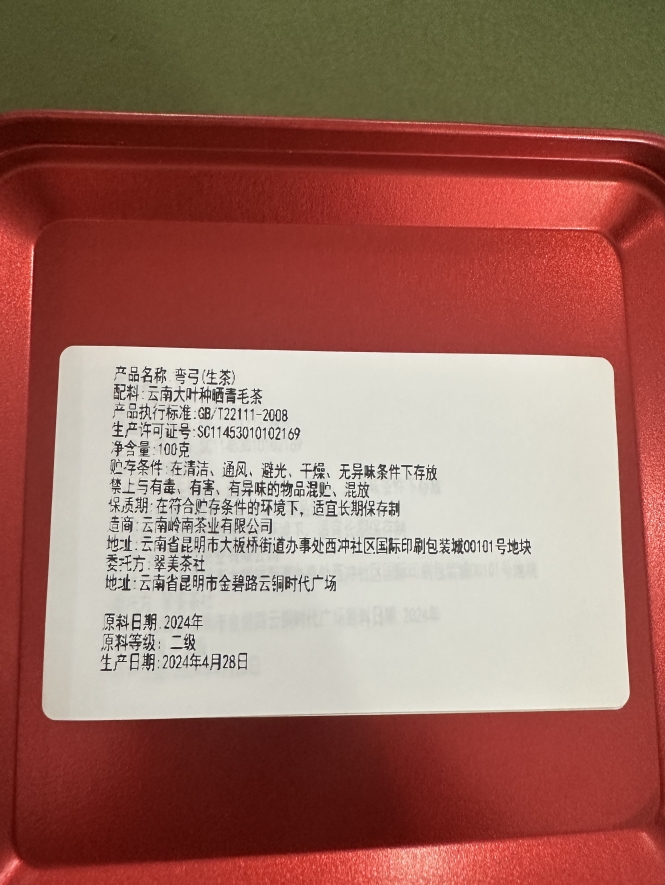 产品名称:弯弓(生茶)
配料:云南大叶种晒青毛茶
产品执行标准:GB/T22111-2008
生产许可证号:SC11453010102169
净含量:100克
贮存条件:在清洁、通风、避光、干燥、无异味条件下存放
禁止与有毒、有害、有异味的物品混贮、混放
保质期:在符合贮存条件的环境下，适宜长期保存制
造商:云南岭南茶业有限公司
地址:云南省昆明市大板桥街道办事处西冲社区国际印刷包装城00101号地块
委托方:翠美茶社
地址:云南省昆明市金碧路云铜时代广场
原料日期:2024年
原料等级: 二级
生产日期:2024年4月28日